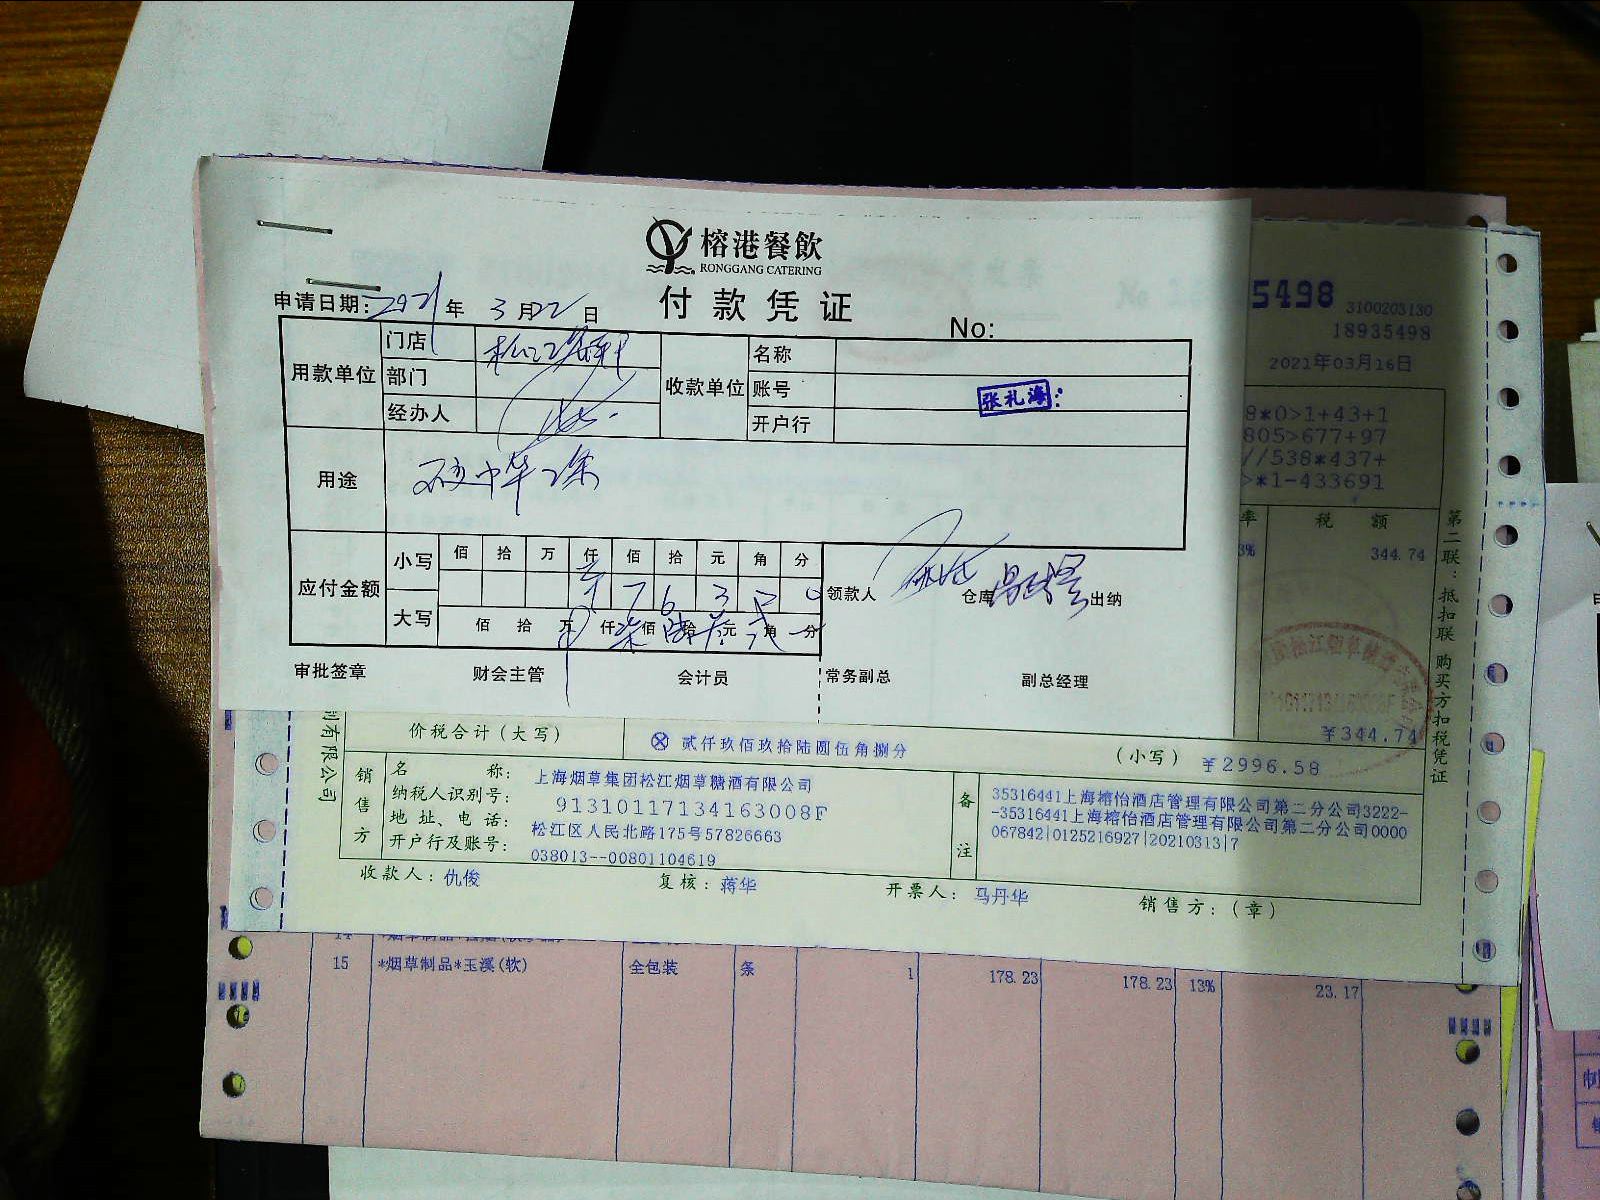 榕港餐飲
RONGGANG CATERING
付款凭证
申请日期: 2021 年 3 月 22 日
No:
用款单位 门店 收款单位 名称
部门 账号 张礼海:
经办人 开户行
用途 硬中华2条
应付金额 小写 佰 拾 万 仟 佰 拾 元 角 分
7 6 3 0
大写 佰 拾 万 仟 柒 佰 陆 拾 叁 元 角 分
领款人 仓库 出纳
审批签章 财会主管 会计员 常务副总 副总经理
5498 3100203130
18935498
2021年03月16日
8*0>1+43+1
805>677+97
//538*437+
>*1-433691
率 税 额
3% 344.74
第二联:抵扣联 购买方扣税凭证
¥344.74
制有限公司
价税合计(大写) ⊗ 贰仟玖佰玖拾陆圆伍角捌分 (小写) ¥2996.58
销售方
名 称: 上海烟草集团松江烟草糖酒有限公司
纳税人识别号: 91310117134163008F
地 址、电 话: 松江区人民北路175号57826663
开户行及账号: 038013--00801104619
备注
35316441上海榕怡酒店管理有限公司第二分公司3222-
-35316441上海榕怡酒店管理有限公司第二分公司0000
067842|0125216927|20210313|7
收款人: 仇俊 复核: 蒋华 开票人: 马丹华 销售方:(章)
15 *烟草制品*玉溪(软) 全包装 条 1 178.23 178.23 13% 23.17